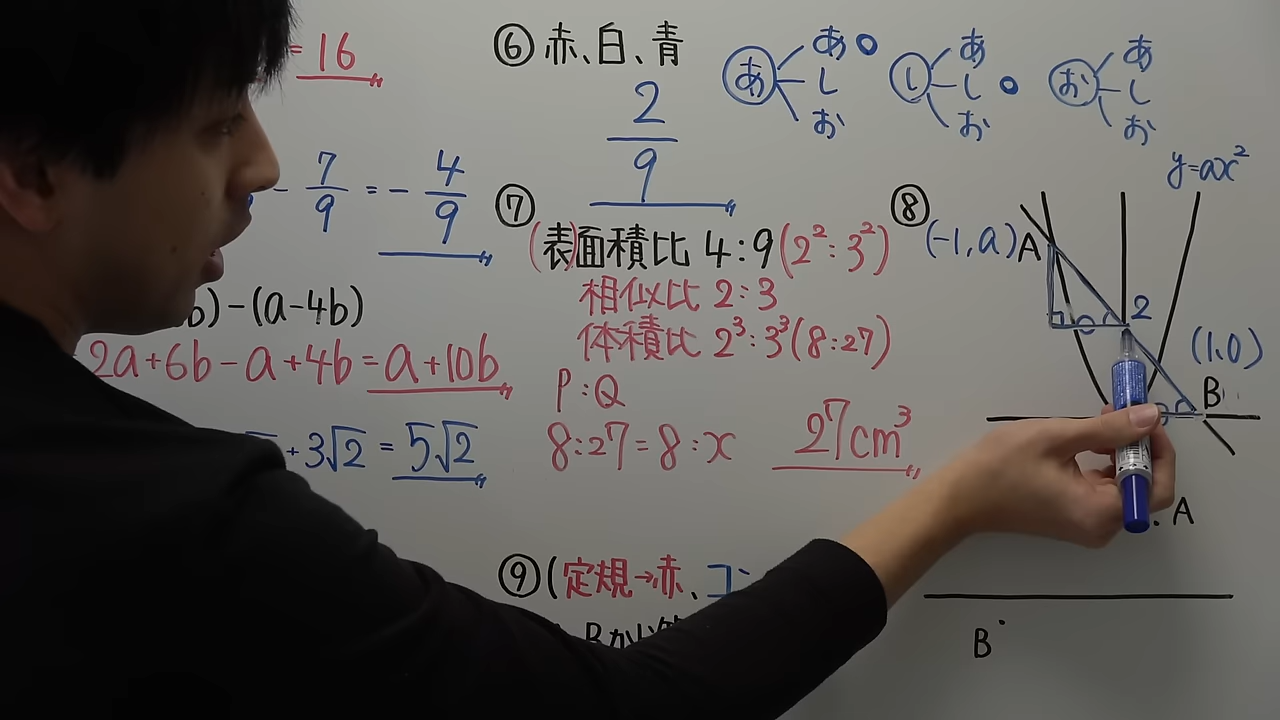 = 16
- 7/9 = - 4/9
b)-(a-4b)
2a+6b-a+4b=a+10b
+3√2 = 5√2
⑥ 赤、白、青
2/9
あ あ
し
お
し あ
し
お
お あ
し
お
⑦
(表)面積比 4:9(2²:3²)
相似比 2:3
体積比 2³:3³(8:27)
P:Q
8:27=8:x 27cm³
⑧
y=ax²
(-1,a)A
2
(1,0)
B
⑨(定規→赤、コン
A
B